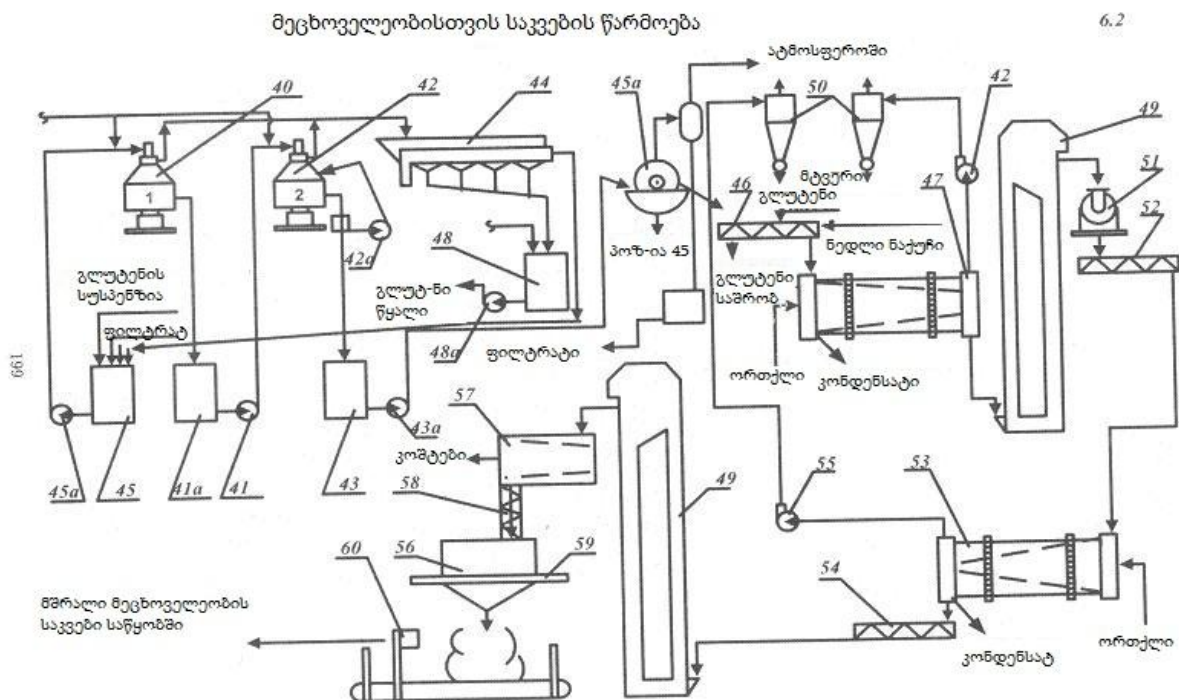 მეცხოველეობისთვის საკვების წარმოება
6.2
ატმოსფეროში
40
42
44
45a
50
42
49
1
2
42a
46
მტვერი
გლუტენი
47
51
52
პოზ-ია 45
ნედლი ნაქუჩი
48
გლუტენის
სუსპენზია
ფილტრატ
გლუტ-ნი
წყალი
48a
გლუტენი
საშრობ
ფილტრატი
ორთქლი
კონდენსატი
199
57
43a
კოშტები
45a
45
41a
41
43
58
49
55
53
60
56
59
54
მშრალი მეცხოველეობის
საკვები საწყობში
ორთქლი
კონდენსატ